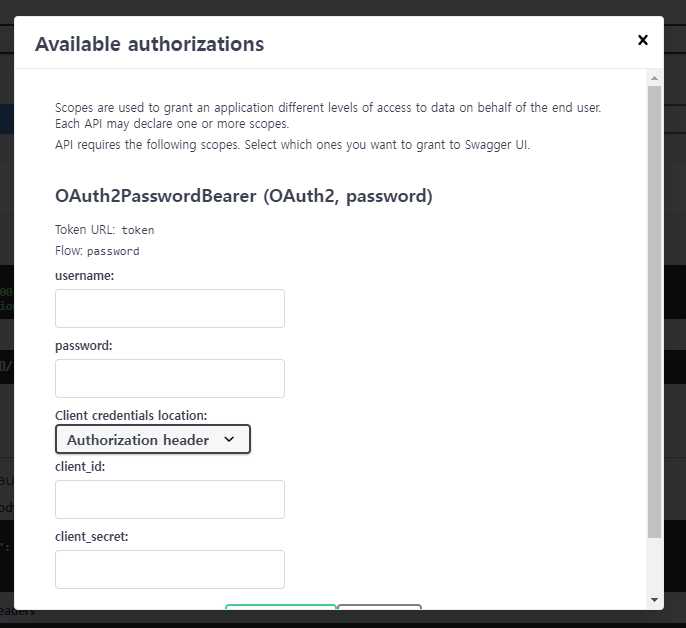 Available authorizations
Scopes are used to grant an application different levels of access to data on behalf of the end user.
Each API may declare one or more scopes.
API requires the following scopes. Select which ones you want to grant to Swagger UI.
OAuth2PasswordBearer (OAuth2, password)
Token URL: token
Flow: password
username:
password:
Client credentials location:
Authorization header
client_id:
client_secret: